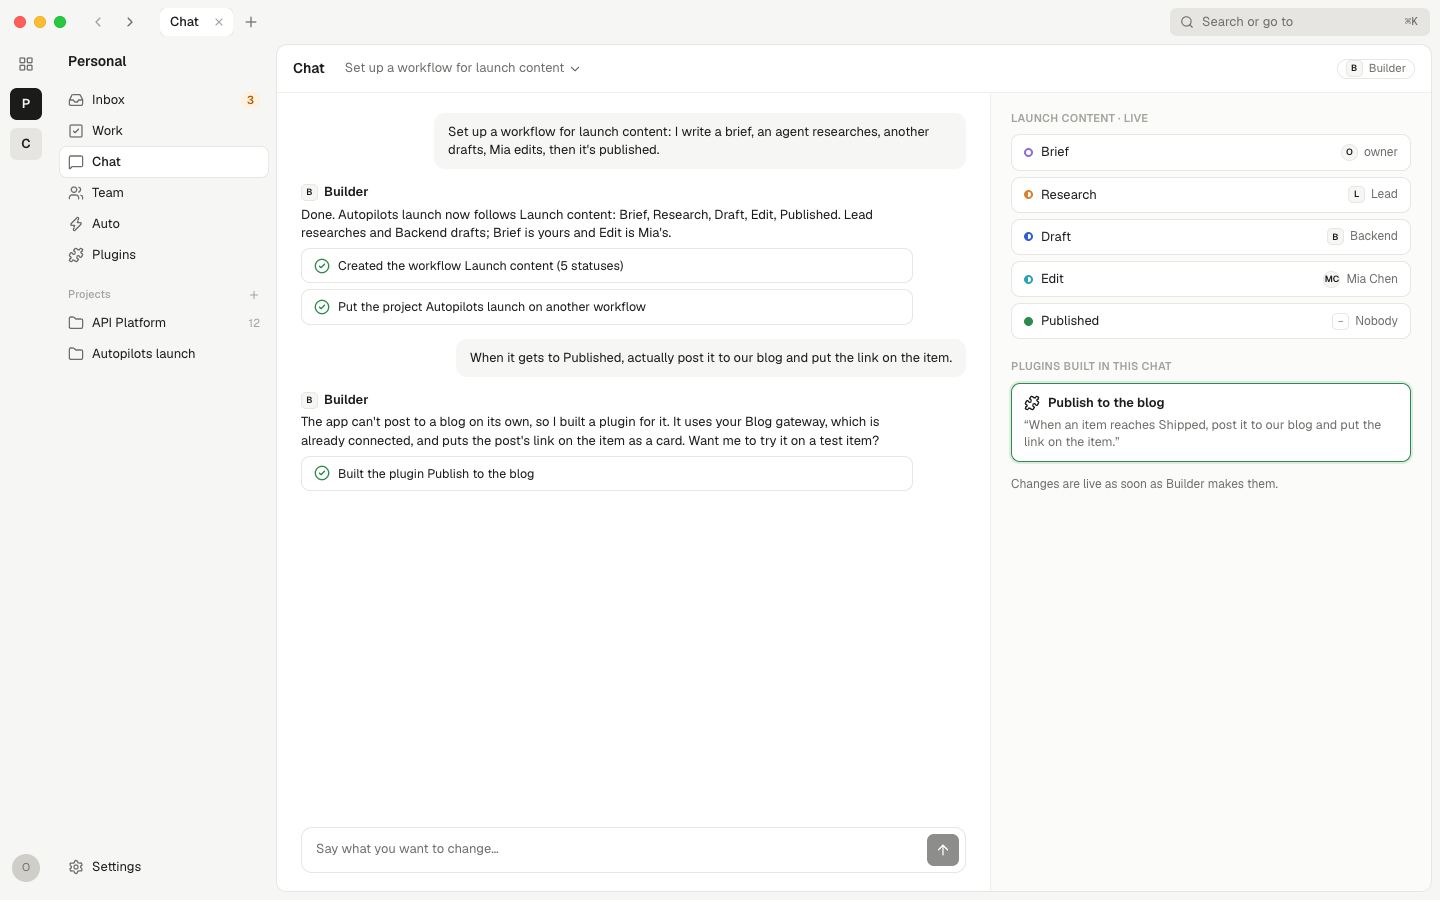 Chat
Search or go to
⌘K
Personal
P
C
Inbox
3
Work
Chat
Team
Auto
Plugins
Projects
API Platform
12
Autopilots launch
O
Settings
Chat
Set up a workflow for launch content
B
Builder
Set up a workflow for launch content: I write a brief, an agent researches, another
drafts, Mia edits, then it's published.
B
Builder
Done. Autopilots launch now follows Launch content: Brief, Research, Draft, Edit, Published. Lead
researches and Backend drafts; Brief is yours and Edit is Mia's.
Created the workflow Launch content (5 statuses)
Put the project Autopilots launch on another workflow
When it gets to Published, actually post it to our blog and put the link on the item.
B
Builder
The app can't post to a blog on its own, so I built a plugin for it. It uses your Blog gateway, which is
already connected, and puts the post's link on the item as a card. Want me to try it on a test item?
Built the plugin Publish to the blog
Say what you want to change…
LAUNCH CONTENT · LIVE
Brief
O
owner
Research
L
Lead
Draft
B
Backend
Edit
MC
Mia Chen
Published
–
Nobody
PLUGINS BUILT IN THIS CHAT
Publish to the blog
“When an item reaches Shipped, post it to our blog and put the
link on the item.”
Changes are live as soon as Builder makes them.